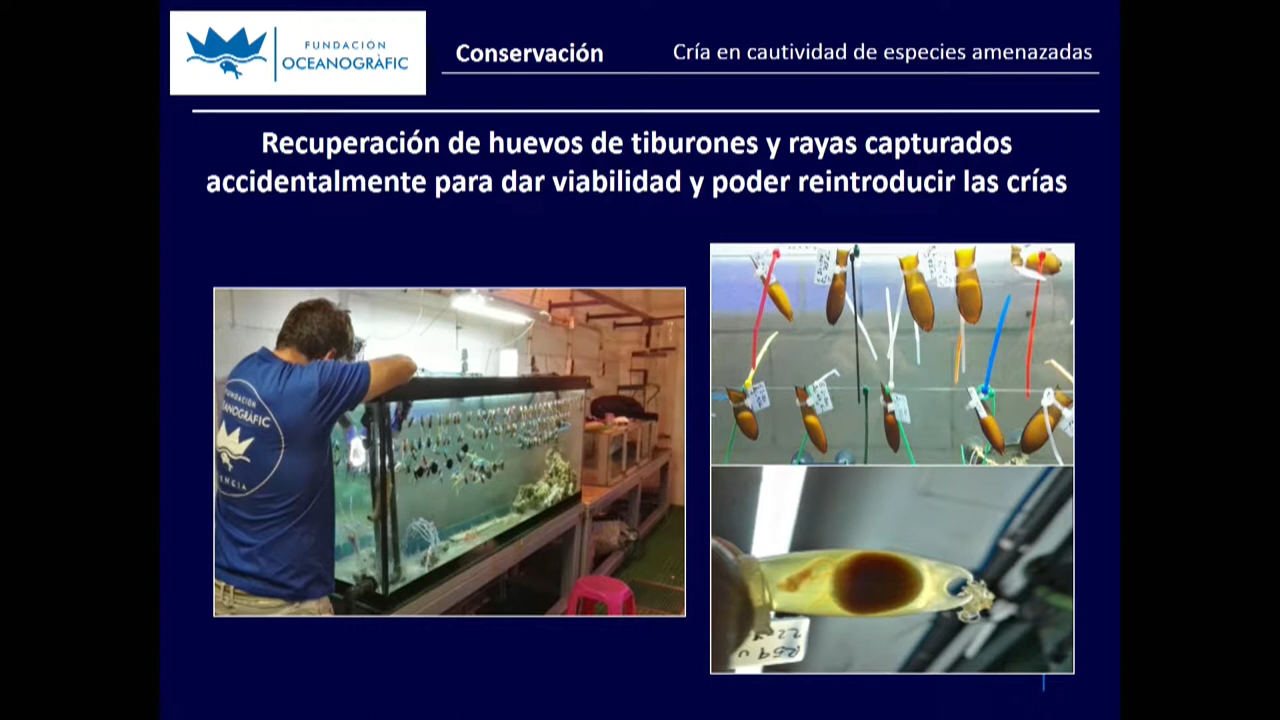 FUNDACIÓN
OCEANOGRÀFIC
Conservación
Cría en cautividad de especies amenazadas
Recuperación de huevos de tiburones y rayas capturados
accidentalmente para dar viabilidad y poder reintroducir las crías
FUNDACIÓN